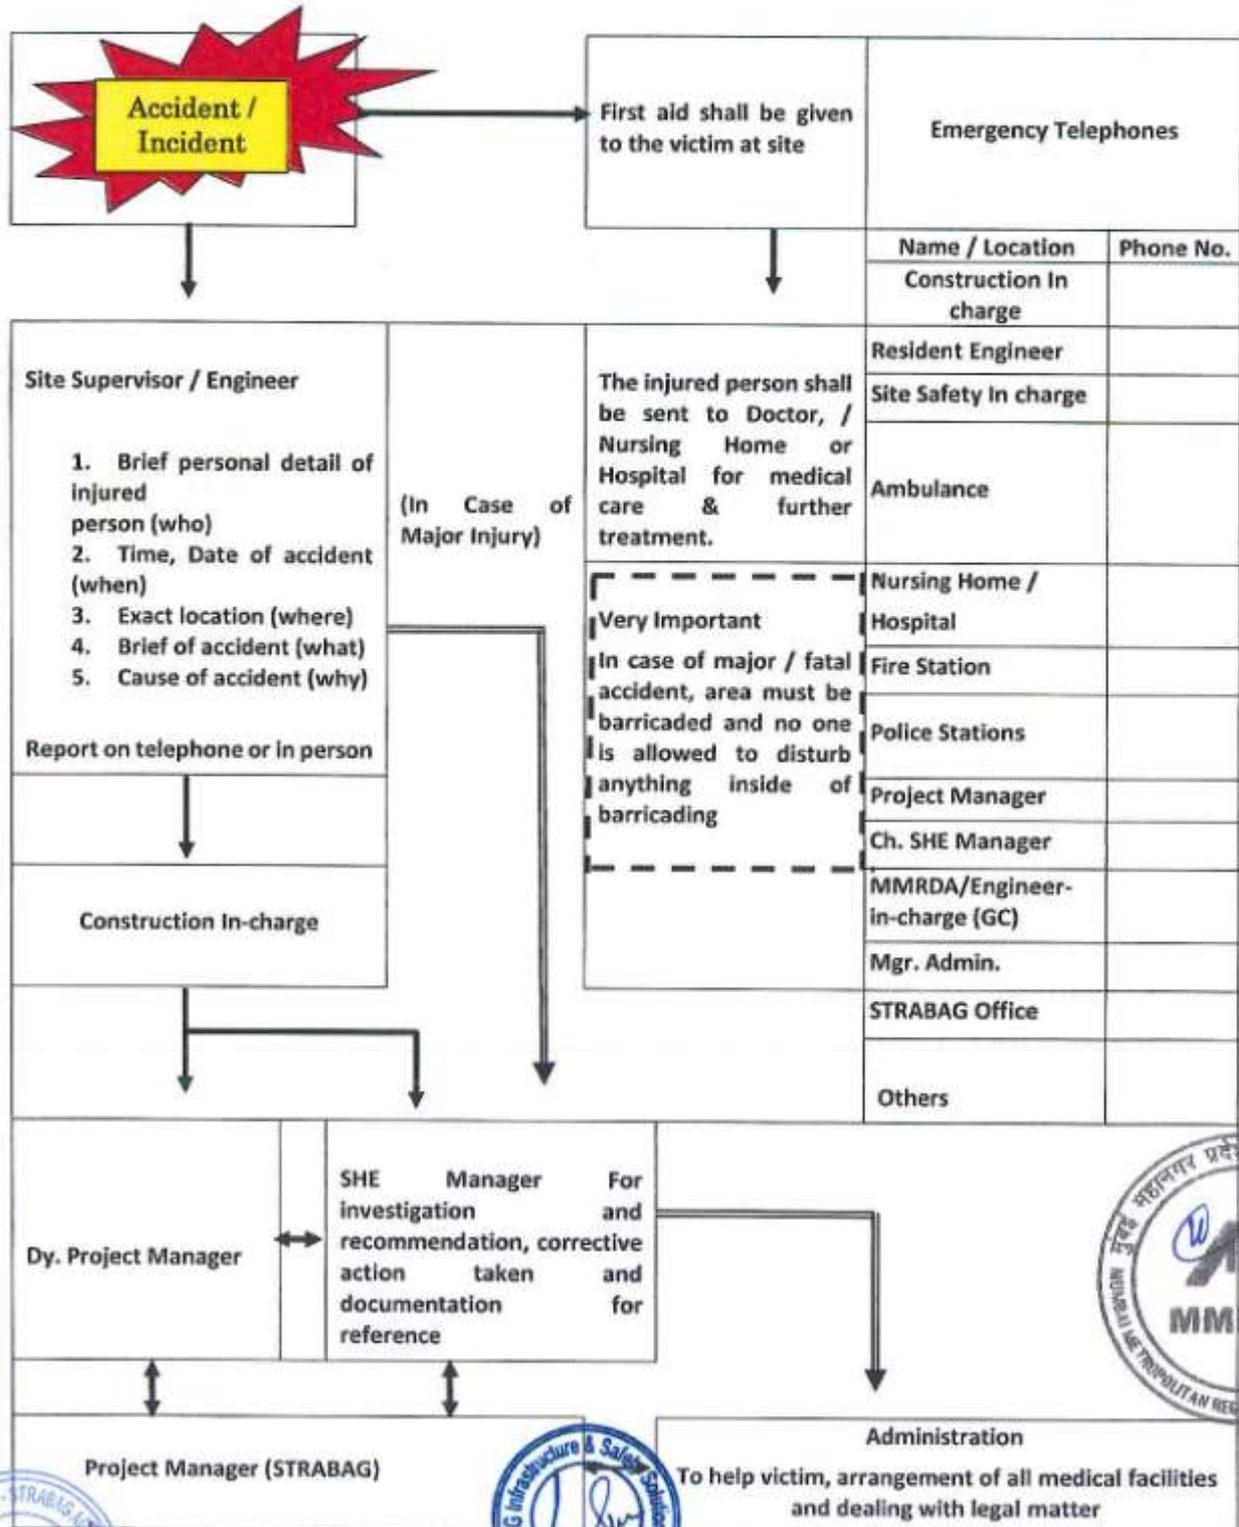 Accident /
Incident
First aid shall be given
to the victim at site
Emergency Telephones
Name / Location
Phone No.
Construction In
charge
Resident Engineer
Site Safety In charge
Ambulance
Nursing Home /
Hospital
Fire Station
Police Stations
Project Manager
Ch. SHE Manager
MMRDA/Engineer-
in-charge (GC)
Mgr. Admin.
STRABAG Office
Others
Site Supervisor / Engineer
1. Brief personal detail of
injured
person (who)
2. Time, Date of accident
(when)
3. Exact location (where)
4. Brief of accident (what)
5. Cause of accident (why)
Report on telephone or in person
(In Case of
Major Injury)
The injured person shall
be sent to Doctor, /
Nursing Home or
Hospital for medical
care & further
treatment.
Very Important
In case of major / fatal
accident, area must be
barricaded and no one
is allowed to disturb
anything inside of
barricading
Construction In-charge
Dy. Project Manager
SHE Manager For
investigation and
recommendation, corrective
action taken and
documentation for
reference
Project Manager (STRABAG)
Administration
To help victim, arrangement of all medical facilities
and dealing with legal matter
मुंबई महानगर
MUMBAI METROPOLITAN
Infrastructure & Safety
STRABAG